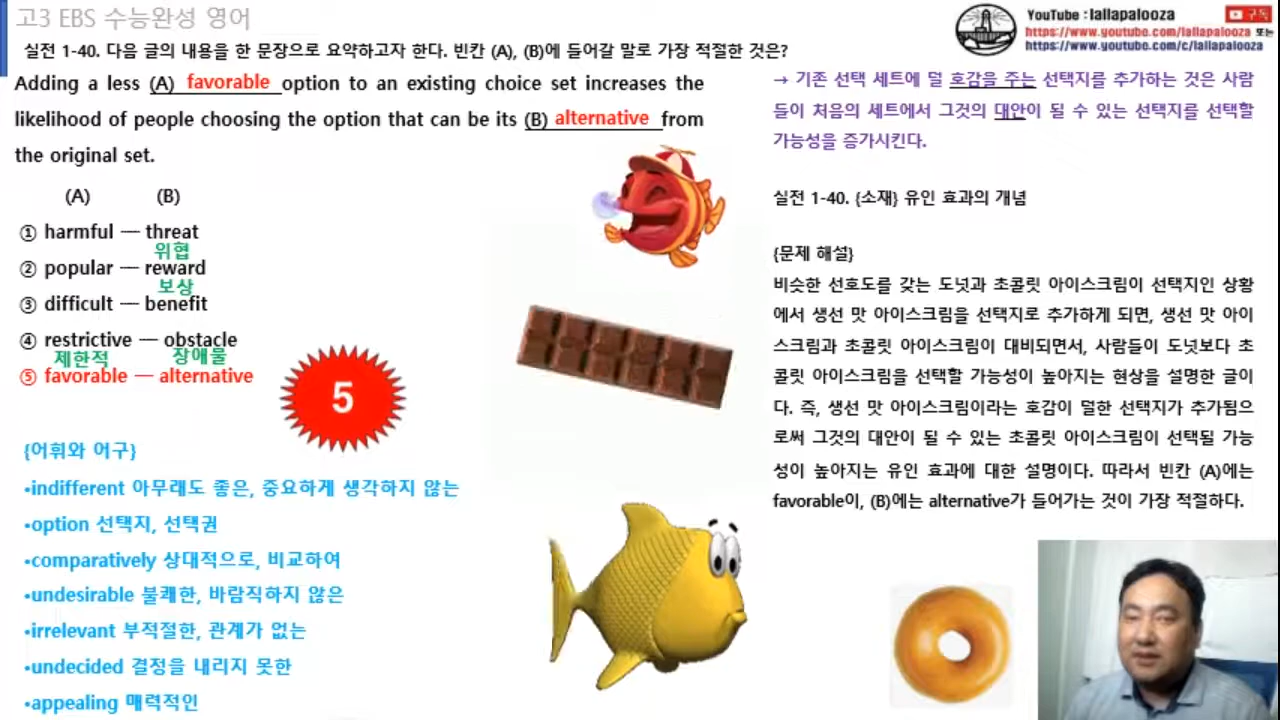 고3 EBS 수능완성 영어
YouTube : lallapalooza
구독
https://www.youtube.com/lallapalooza 또는
https://www.youtube.com/c/lallapalooza
실전 1-40. 다음 글의 내용을 한 문장으로 요약하고자 한다. 빈칸 (A), (B)에 들어갈 말로 가장 적절한 것은?
Adding a less (A) favorable option to an existing choice set increases the
likelihood of people choosing the option that can be its (B) alternative from
the original set.
(A) (B)
① harmful — threat
위협
② popular — reward
보상
③ difficult — benefit
④ restrictive — obstacle
제한적 장애물
⑤ favorable — alternative
5
{어휘와 어구}
•indifferent 아무래도 좋은, 중요하게 생각하지 않는
•option 선택지, 선택권
•comparatively 상대적으로, 비교하여
•undesirable 불쾌한, 바람직하지 않은
•irrelevant 부적절한, 관계가 없는
•undecided 결정을 내리지 못한
•appealing 매력적인
→ 기존 선택 세트에 덜 호감을 주는 선택지를 추가하는 것은 사람
들이 처음의 세트에서 그것의 대안이 될 수 있는 선택지를 선택할
가능성을 증가시킨다.
실전 1-40. {소재} 유인 효과의 개념
{문제 해설}
비슷한 선호도를 갖는 도넛과 초콜릿 아이스크림이 선택지인 상황
에서 생선 맛 아이스크림을 선택지로 추가하게 되면, 생선 맛 아이
스크림과 초콜릿 아이스크림이 대비되면서, 사람들이 도넛보다 초
콜릿 아이스크림을 선택할 가능성이 높아지는 현상을 설명한 글이
다. 즉, 생선 맛 아이스크림이라는 호감이 덜한 선택지가 추가됨으
로써 그것의 대안이 될 수 있는 초콜릿 아이스크림이 선택될 가능
성이 높아지는 유인 효과에 대한 설명이다. 따라서 빈칸 (A)에는
favorable이, (B)에는 alternative가 들어가는 것이 가장 적절하다.